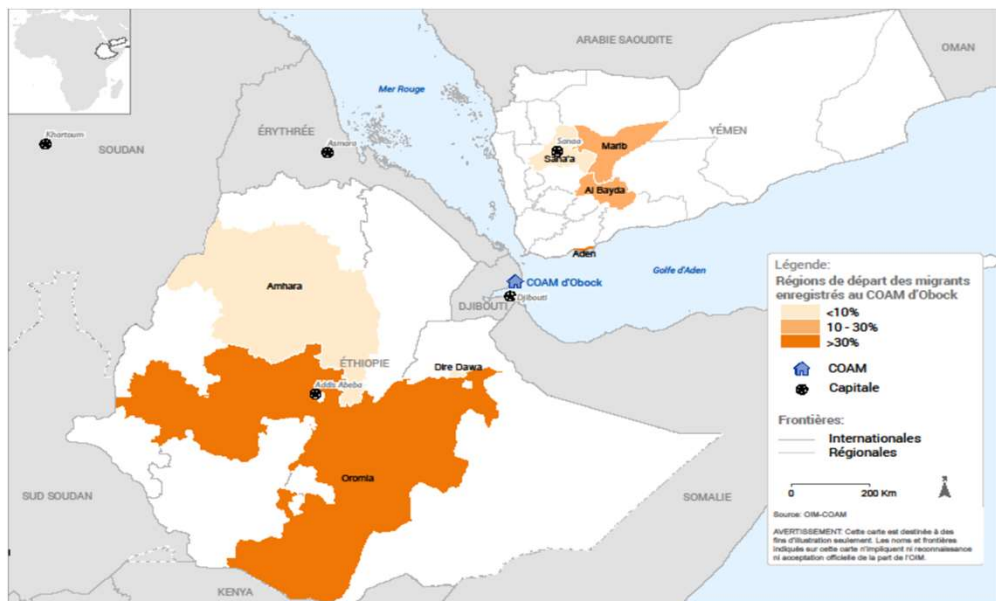 ARABIE SAOUDITE
OMAN
Mer Rouge
Khartoum
SOUDAN
ÉRYTHRÉE
Asmara
YÉMEN
Sanaa
Sana'a
Marib
Al Bayda
Aden
Golfe d'Aden
COAM d'Obock
DJIBOUTI
Djibouti
Amhara
ÉTHIOPIE
Dire Dawa
Addis Abeba
Oromia
SUD SOUDAN
SOMALIE
KENYA
Légende:
Régions de départ des migrants
enregistrés au COAM d'Obock
<10%
10 - 30%
>30%
COAM
Capitale
Frontières:
Internationales
Régionales
0 200 Km
N
Source: OIM-COAM
AVERTISSEMENT: Cette carte est destinée à des
fins d'illustration seulement. Les noms et frontières
indiqués sur cette carte n'impliquent ni reconnaissance
ni acceptation officielle de la part de l'OIM.